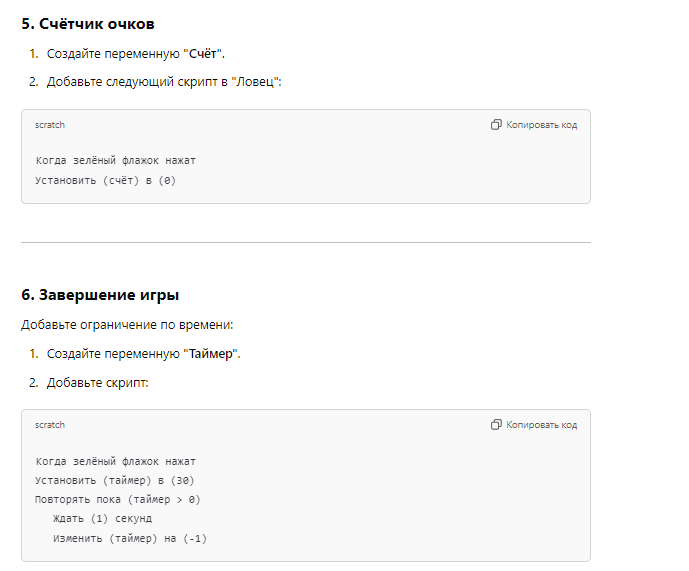 5. Счётчик очков
1. Создайте переменную "Счёт".
2. Добавьте следующий скрипт в "Ловец":
scratch
Копировать код
Когда зелёный флажок нажат
Установить (счёт) в (0)
6. Завершение игры
Добавьте ограничение по времени:
1. Создайте переменную "Таймер".
2. Добавьте скрипт:
scratch
Копировать код
Когда зелёный флажок нажат
Установить (таймер) в (30)
Повторять пока (таймер > 0)
Ждать (1) секунд
Изменить (таймер) на (-1)